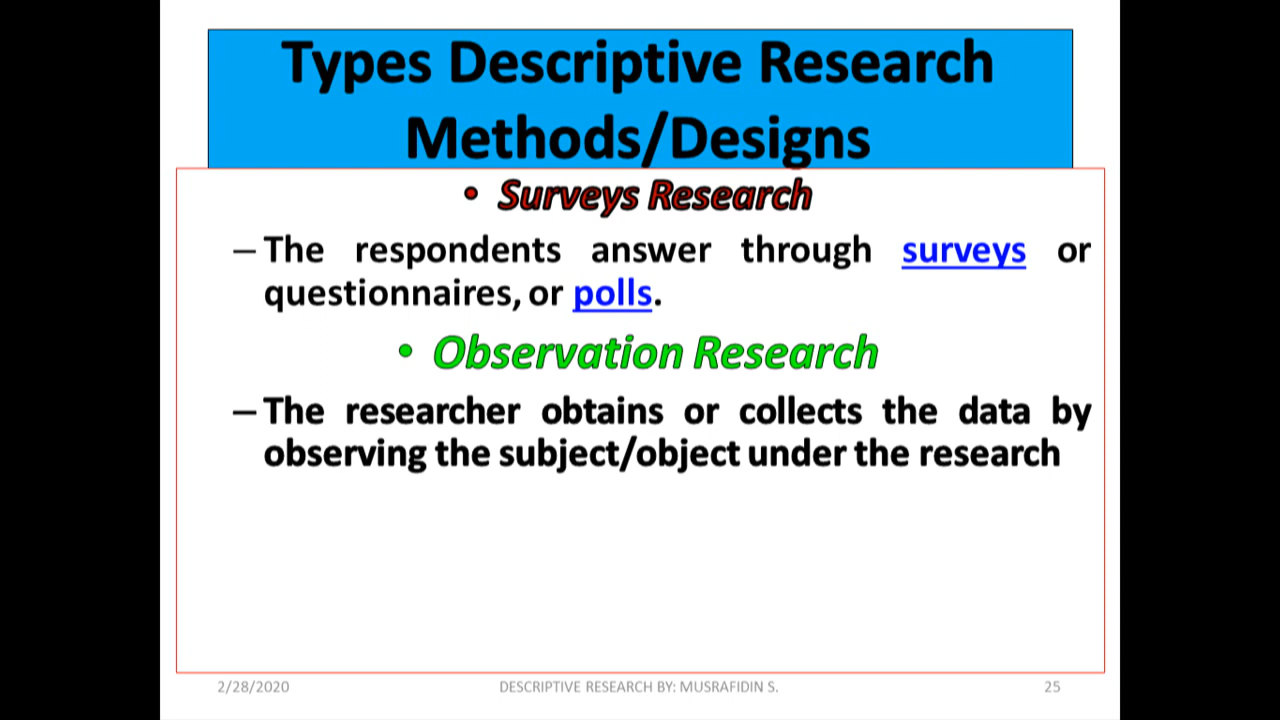 Types Descriptive Research
Methods/Designs
• Surveys Research
– The respondents answer through surveys or
questionnaires, or polls.
• Observation Research
– The researcher obtains or collects the data by
observing the subject/object under the research
2/28/2020 DESCRIPTIVE RESEARCH BY: MUSRAFIDIN S. 25